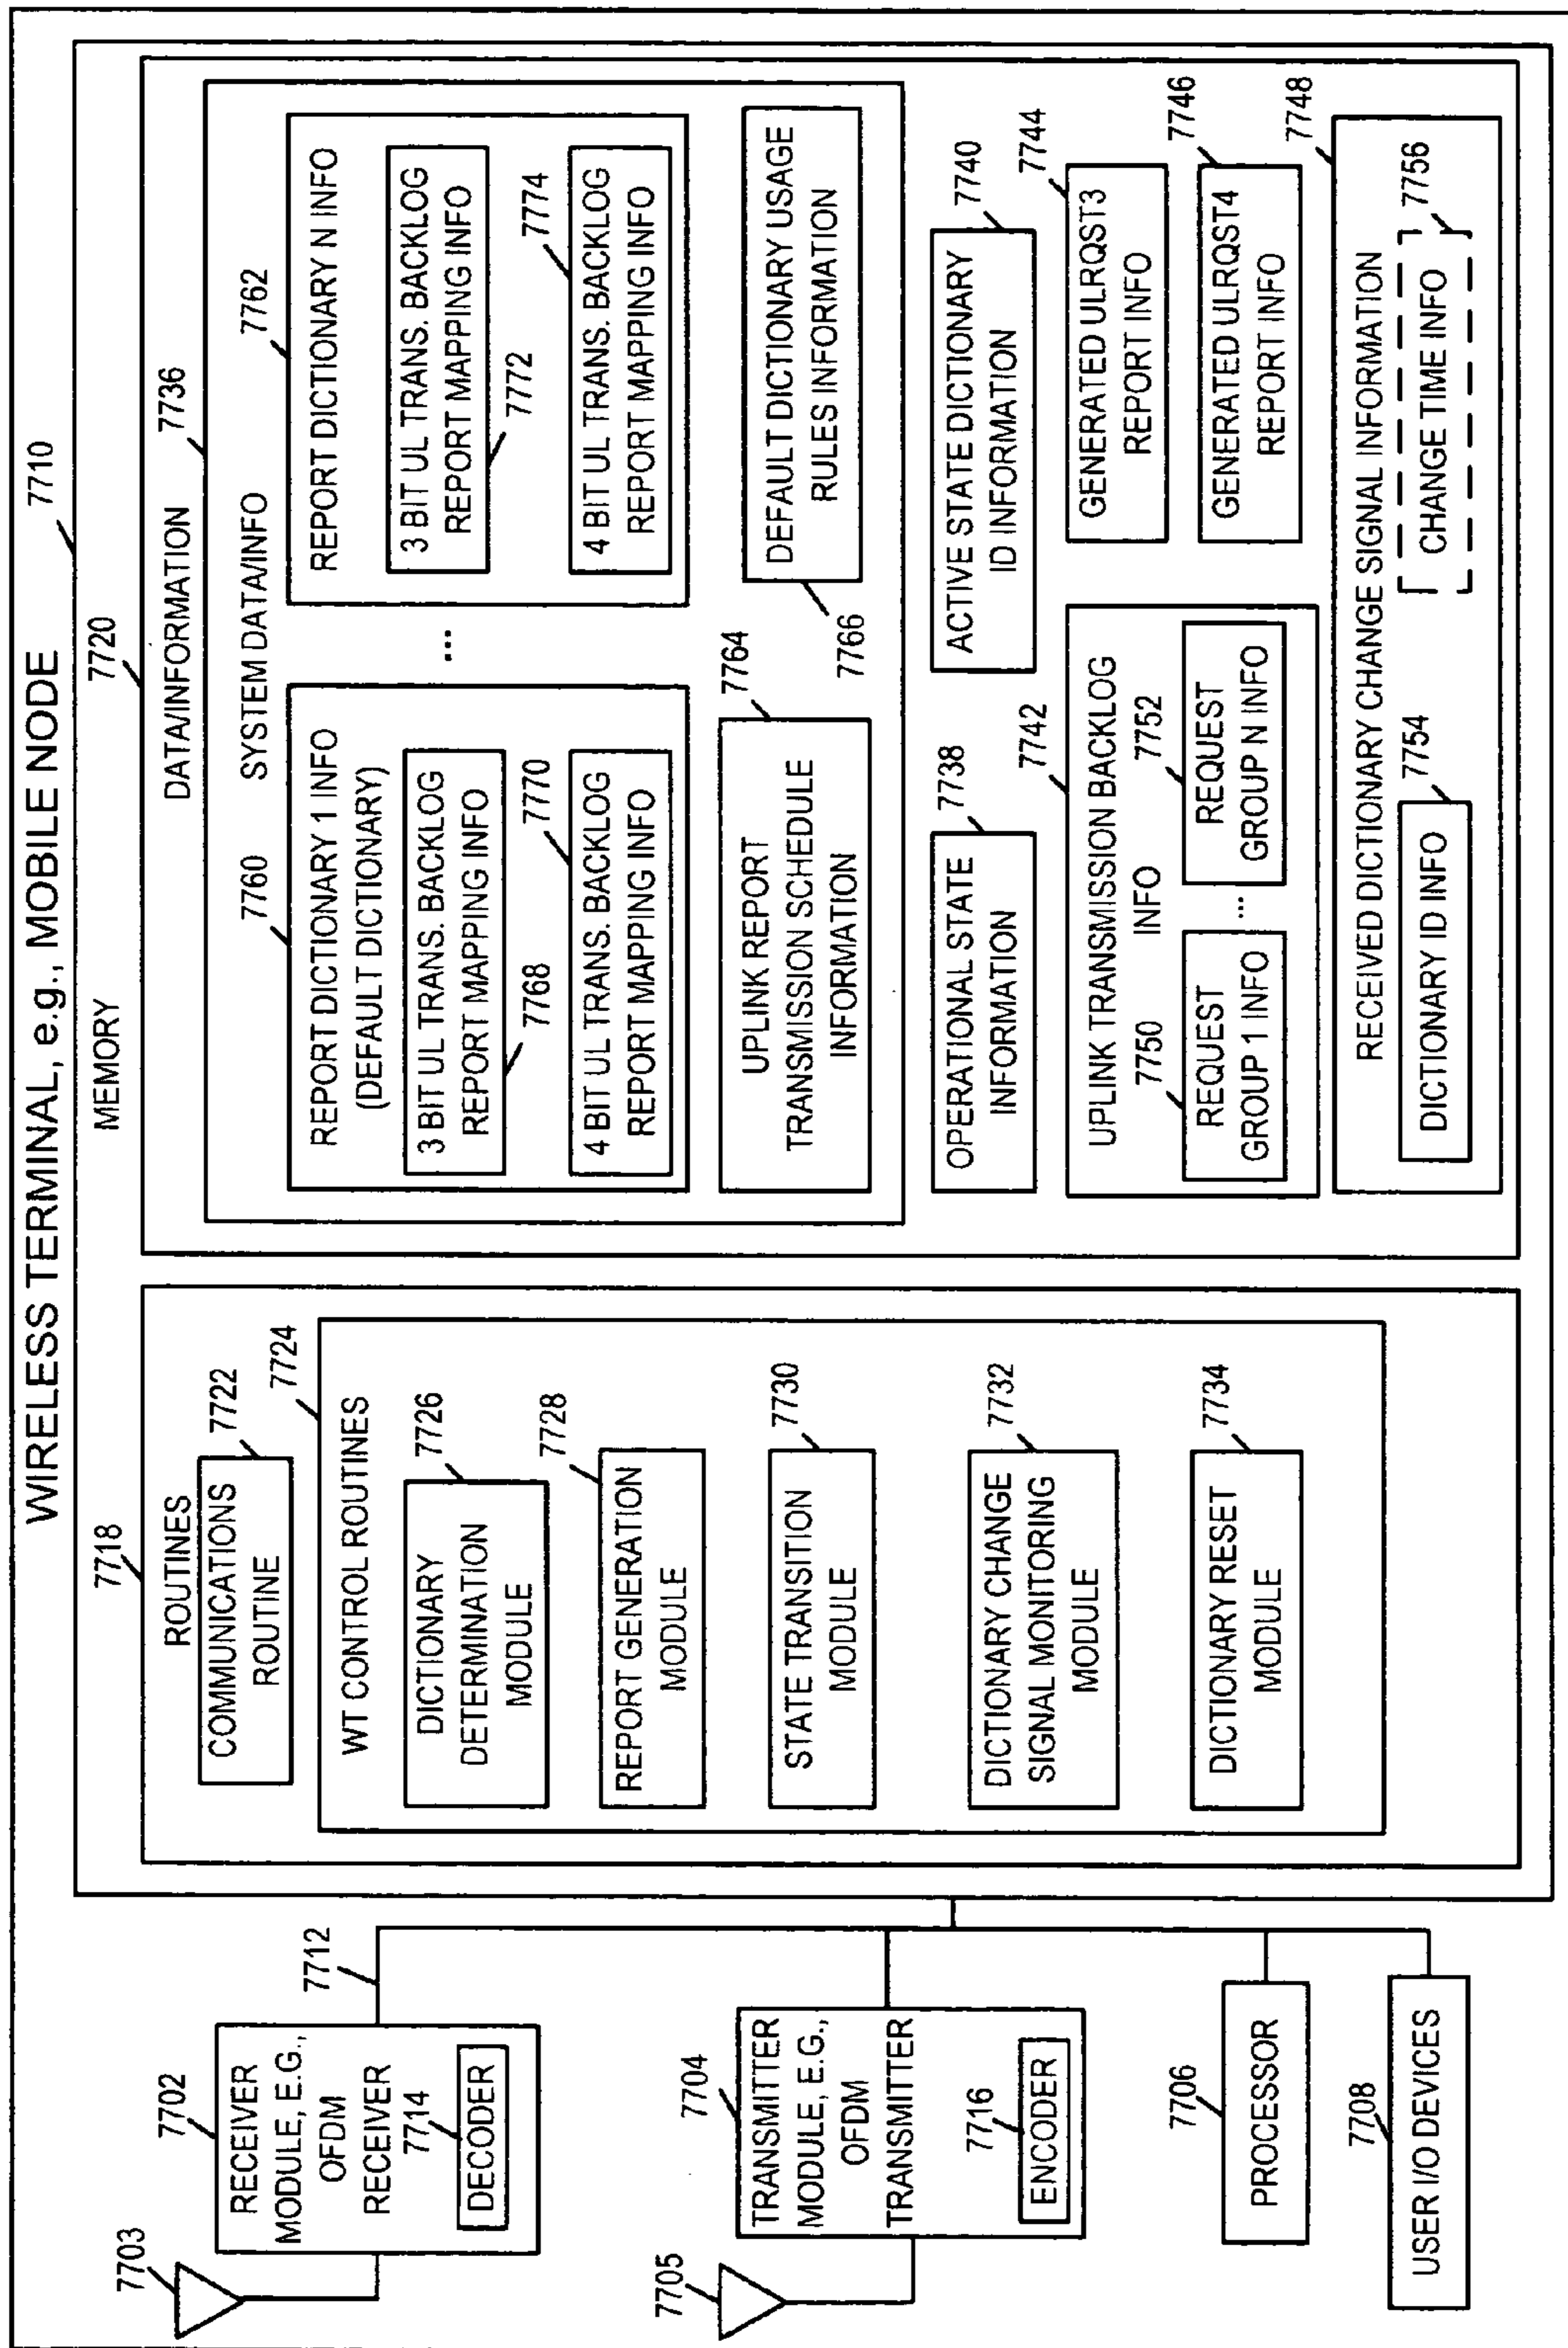 WIRELESS TERMINAL, e.g., MOBILE NODE
7710
7703
7702
RECEIVER
MODULE, E.G.,
OFDM
RECEIVER
7714
DECODER
7712
7705
7704
TRANSMITTER
MODULE, E.G.,
OFDM
TRANSMITTER
7716
ENCODER
7706
PROCESSOR
7708
USER I/O DEVICES
MEMORY
7718
ROUTINES
COMMUNICATIONS
ROUTINE
7722
7724
WT CONTROL ROUTINES
DICTIONARY
DETERMINATION
MODULE
7726
REPORT GENERATION
MODULE
7728
STATE TRANSITION
MODULE
7730
DICTIONARY CHANGE
SIGNAL MONITORING
MODULE
7732
DICTIONARY RESET
MODULE
7734
7720
DATA/INFORMATION
7736
SYSTEM DATA/INFO
7760
REPORT DICTIONARY 1 INFO
(DEFAULT DICTIONARY)
3 BIT UL TRANS. BACKLOG
REPORT MAPPING INFO
7768
7770
4 BIT UL TRANS. BACKLOG
REPORT MAPPING INFO
...
7762
REPORT DICTIONARY N INFO
3 BIT UL TRANS. BACKLOG
REPORT MAPPING INFO
7772
7774
4 BIT UL TRANS. BACKLOG
REPORT MAPPING INFO
7764
UPLINK REPORT
TRANSMISSION SCHEDULE
INFORMATION
DEFAULT DICTIONARY USAGE
RULES INFORMATION
7766
7738
OPERATIONAL STATE
INFORMATION
7740
ACTIVE STATE DICTIONARY
ID INFORMATION
7742
UPLINK TRANSMISSION BACKLOG
INFO
7750
REQUEST
GROUP 1 INFO
...
7752
REQUEST
GROUP N INFO
7744
GENERATED ULRQST3
REPORT INFO
7746
GENERATED ULRQST4
REPORT INFO
7748
RECEIVED DICTIONARY CHANGE SIGNAL INFORMATION
7754
DICTIONARY ID INFO
7756
CHANGE TIME INFO